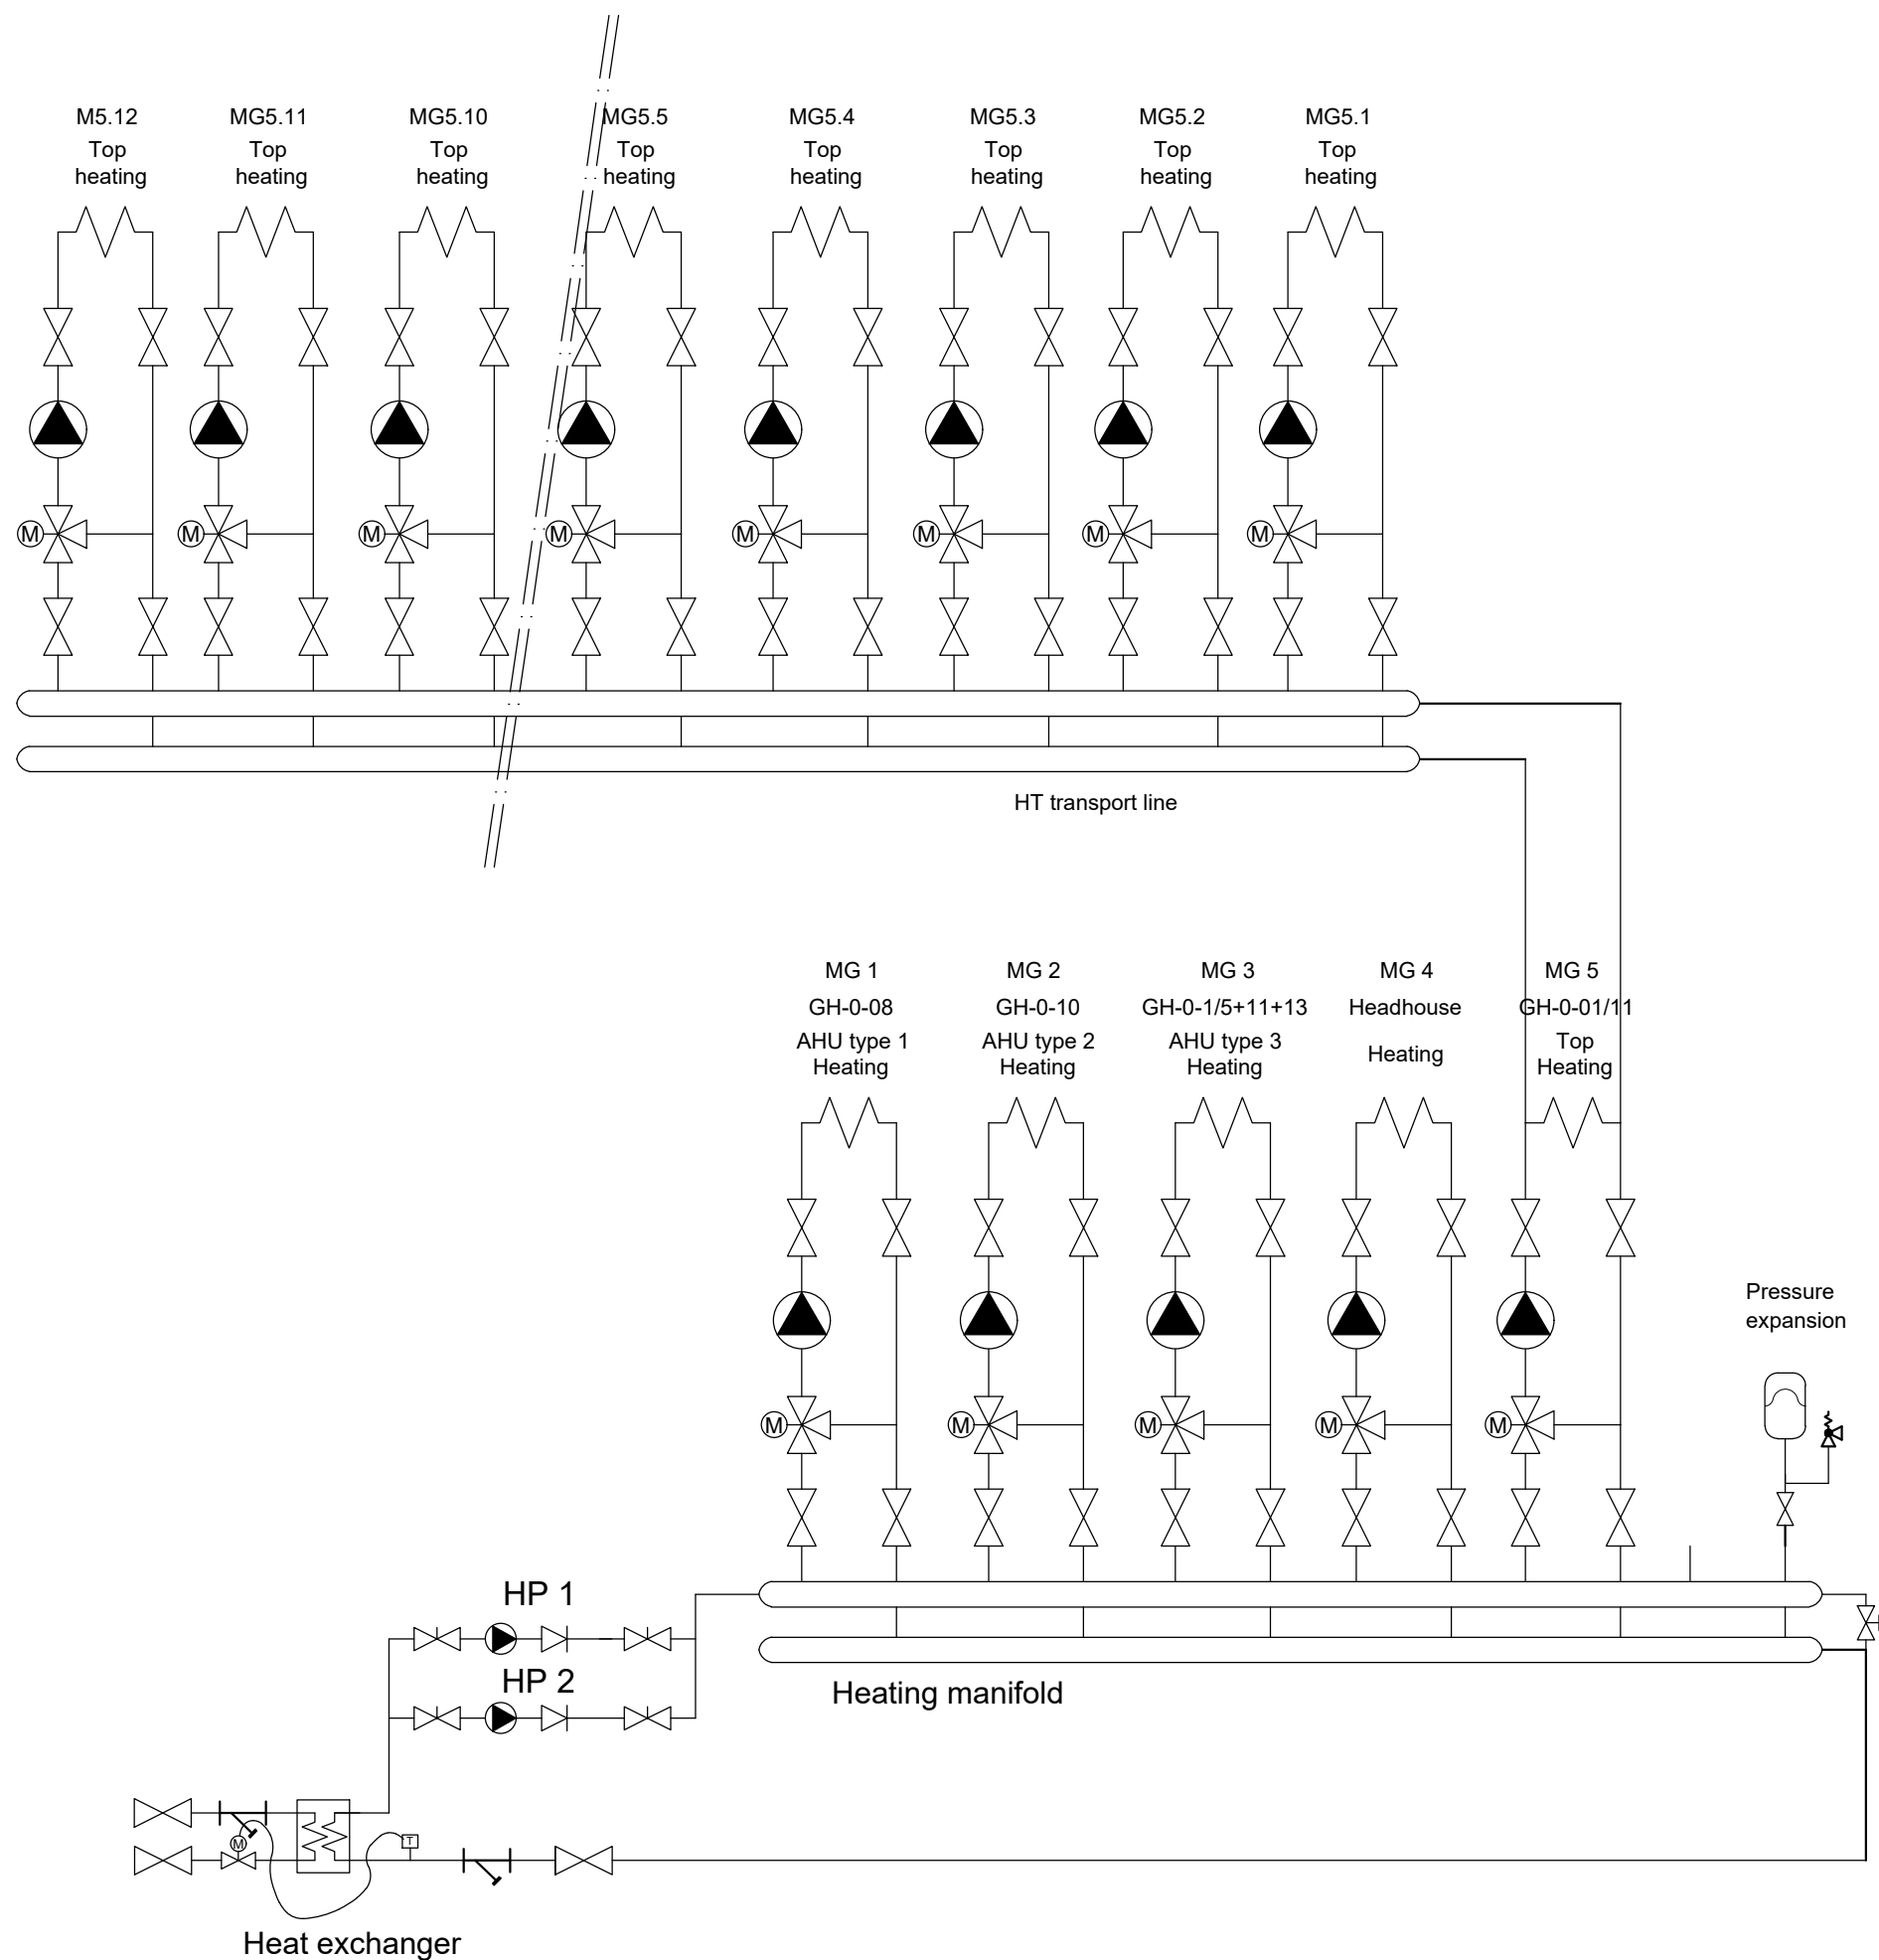 M5.12
MG5.11
MG5.10
MG5.5
MG5.4
MG5.3
MG5.2
MG5.1
Top
heating
Top
heating
Top
heating
Top
heating
Top
heating
Top
heating
Top
heating
Top
heating
M
M
M
M
M
M
M
M
HT transport line
MG 1
GH-0-08
AHU type 1
Heating
MG 2
GH-0-10
AHU type 2
Heating
MG 3
GH-0-1/5+11+13
AHU type 3
Heating
MG 4
Headhouse
Heating
MG 5
GH-0-01/11
Top
Heating
Pressure
expansion
M
M
M
M
M
HP 1
HP 2
Heating manifold
M
T
Heat exchanger